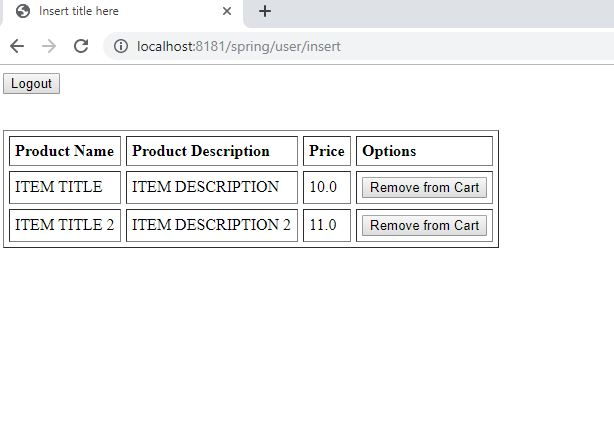 Insert title here
localhost:8181/spring/user/insert
Logout
Product Name Product Description Price Options
ITEM TITLE ITEM DESCRIPTION 10.0 Remove from Cart
ITEM TITLE 2 ITEM DESCRIPTION 2 11.0 Remove from Cart